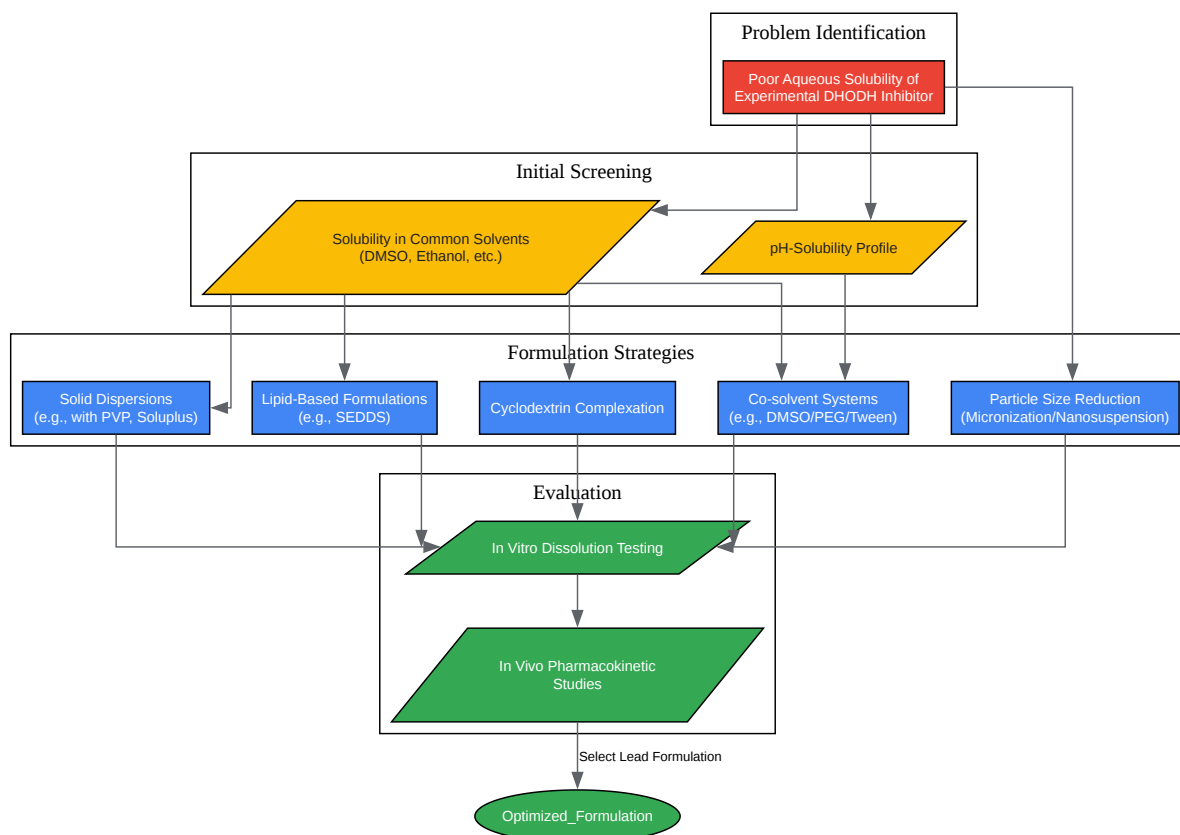 Problem Identification
Poor Aqueous Solubility of
Experimental DHODH Inhibitor
Initial Screening
Solubility in Common Solvents
(DMSO, Ethanol, etc.)
pH-Solubility Profile
Formulation Strategies
Solid Dispersions
(e.g., with PVP, Soluplus)
Lipid-Based Formulations
(e.g., SEDDS)
Cyclodextrin Complexation
Co-solvent Systems
(e.g., DMSO/PEG/Tween)
Particle Size Reduction
(Micronization/Nanosuspension)
Evaluation
In Vitro Dissolution Testing
In Vivo Pharmacokinetic
Studies
Select Lead Formulation
Optimized_Formulation